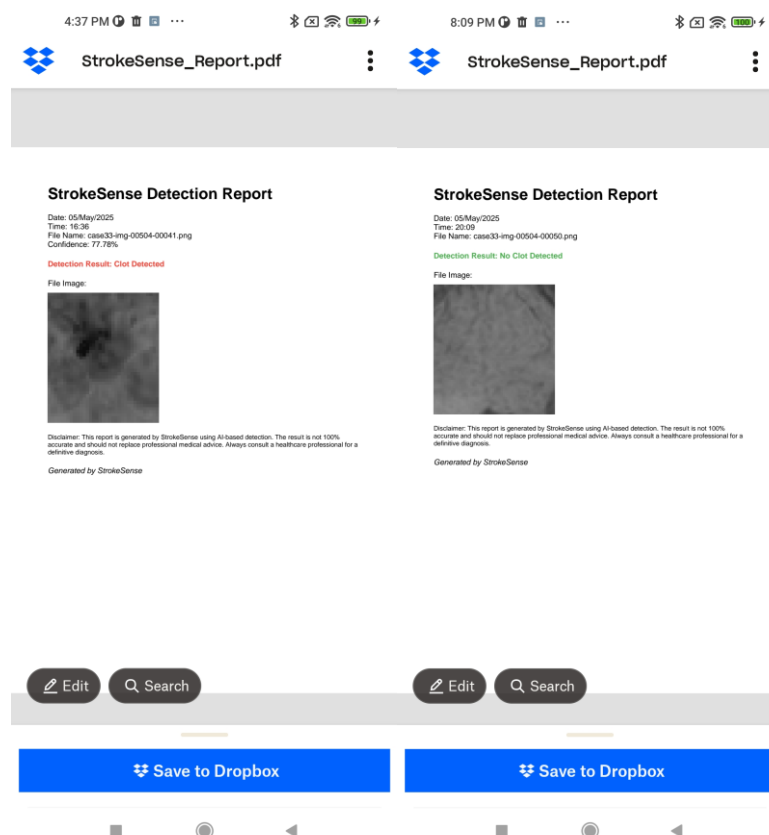 4:37 PM
99
StrokeSense_Report.pdf
StrokeSense Detection Report
Date: 05/May/2025
Time: 16:36
File Name: case33-img-00504-00041.png
Confidence: 77.78%
Detection Result: Clot Detected
File Image:
Disclaimer: This report is generated by StrokeSense using AI-based detection. The result is not 100%
accurate and should not replace professional medical advice. Always consult a healthcare professional for a
definitive diagnosis.
Generated by StrokeSense
Edit
Search
Save to Dropbox
8:09 PM
100
StrokeSense_Report.pdf
StrokeSense Detection Report
Date: 05/May/2025
Time: 20:09
File Name: case33-img-00504-00050.png
Detection Result: No Clot Detected
File Image:
Disclaimer: This report is generated by StrokeSense using AI-based detection. The result is not 100%
accurate and should not replace professional medical advice. Always consult a healthcare professional for a
definitive diagnosis.
Generated by StrokeSense
Edit
Search
Save to Dropbox